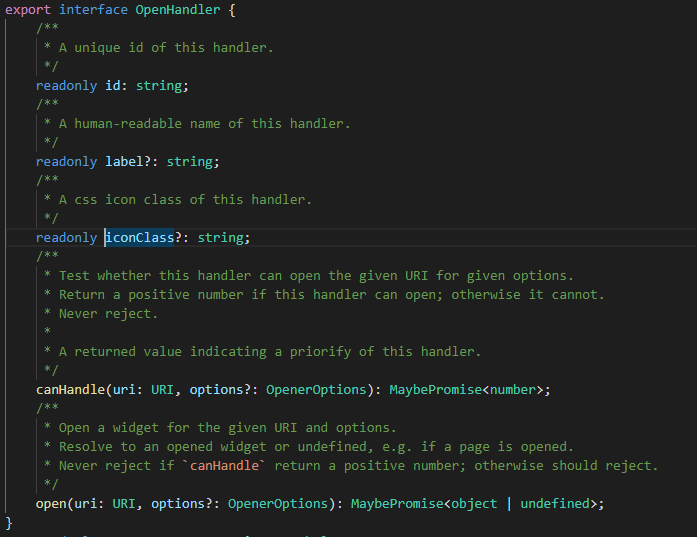 export interface OpenHandler {
/**
* A unique id of this handler.
*/
readonly id: string;
/**
* A human-readable name of this handler.
*/
readonly label?: string;
/**
* A css icon class of this handler.
*/
readonly iconClass?: string;
/**
* Test whether this handler can open the given URI for given options.
* Return a positive number if this handler can open; otherwise it cannot.
* Never reject.
*
* A returned value indicating a priorify of this handler.
*/
canHandle(uri: URI, options?: OpenerOptions): MaybePromise<number>;
/**
* Open a widget for the given URI and options.
* Resolve to an opened widget or undefined, e.g. if a page is opened.
* Never reject if `canHandle` return a positive number; otherwise should reject.
*/
open(uri: URI, options?: OpenerOptions): MaybePromise<object | undefined>;
}